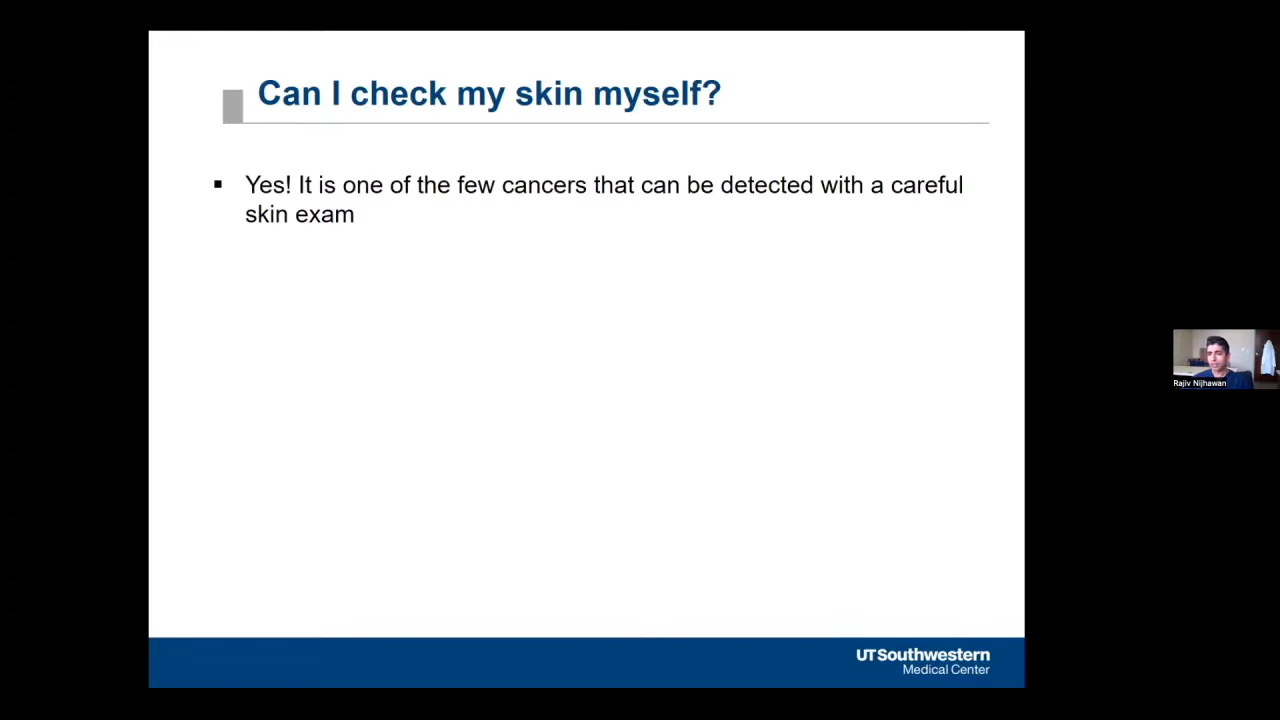 Can I check my skin myself?
▪ Yes! It is one of the few cancers that can be detected with a careful
skin exam
Rajiv Nijhawan
UTSouthwestern
Medical Center